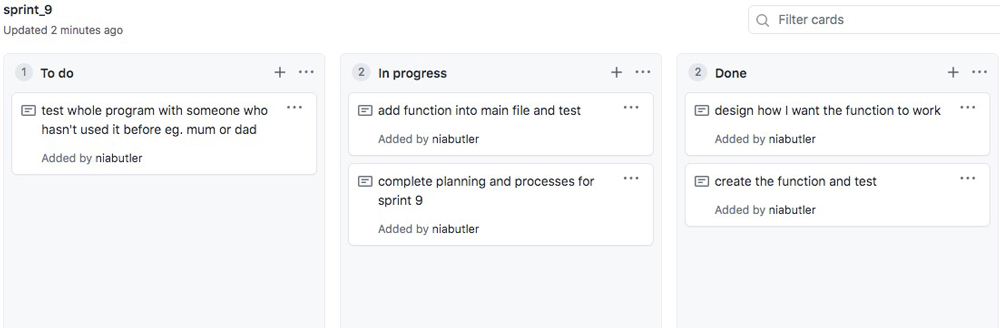 sprint_9
Updated 2 minutes ago
Filter cards
1 To do
test whole program with someone who
hasn't used it before eg. mum or dad
Added by niabutler
2 In progress
add function into main file and test
Added by niabutler
complete planning and processes for
sprint 9
Added by niabutler
2 Done
design how I want the function to work
Added by niabutler
create the function and test
Added by niabutler